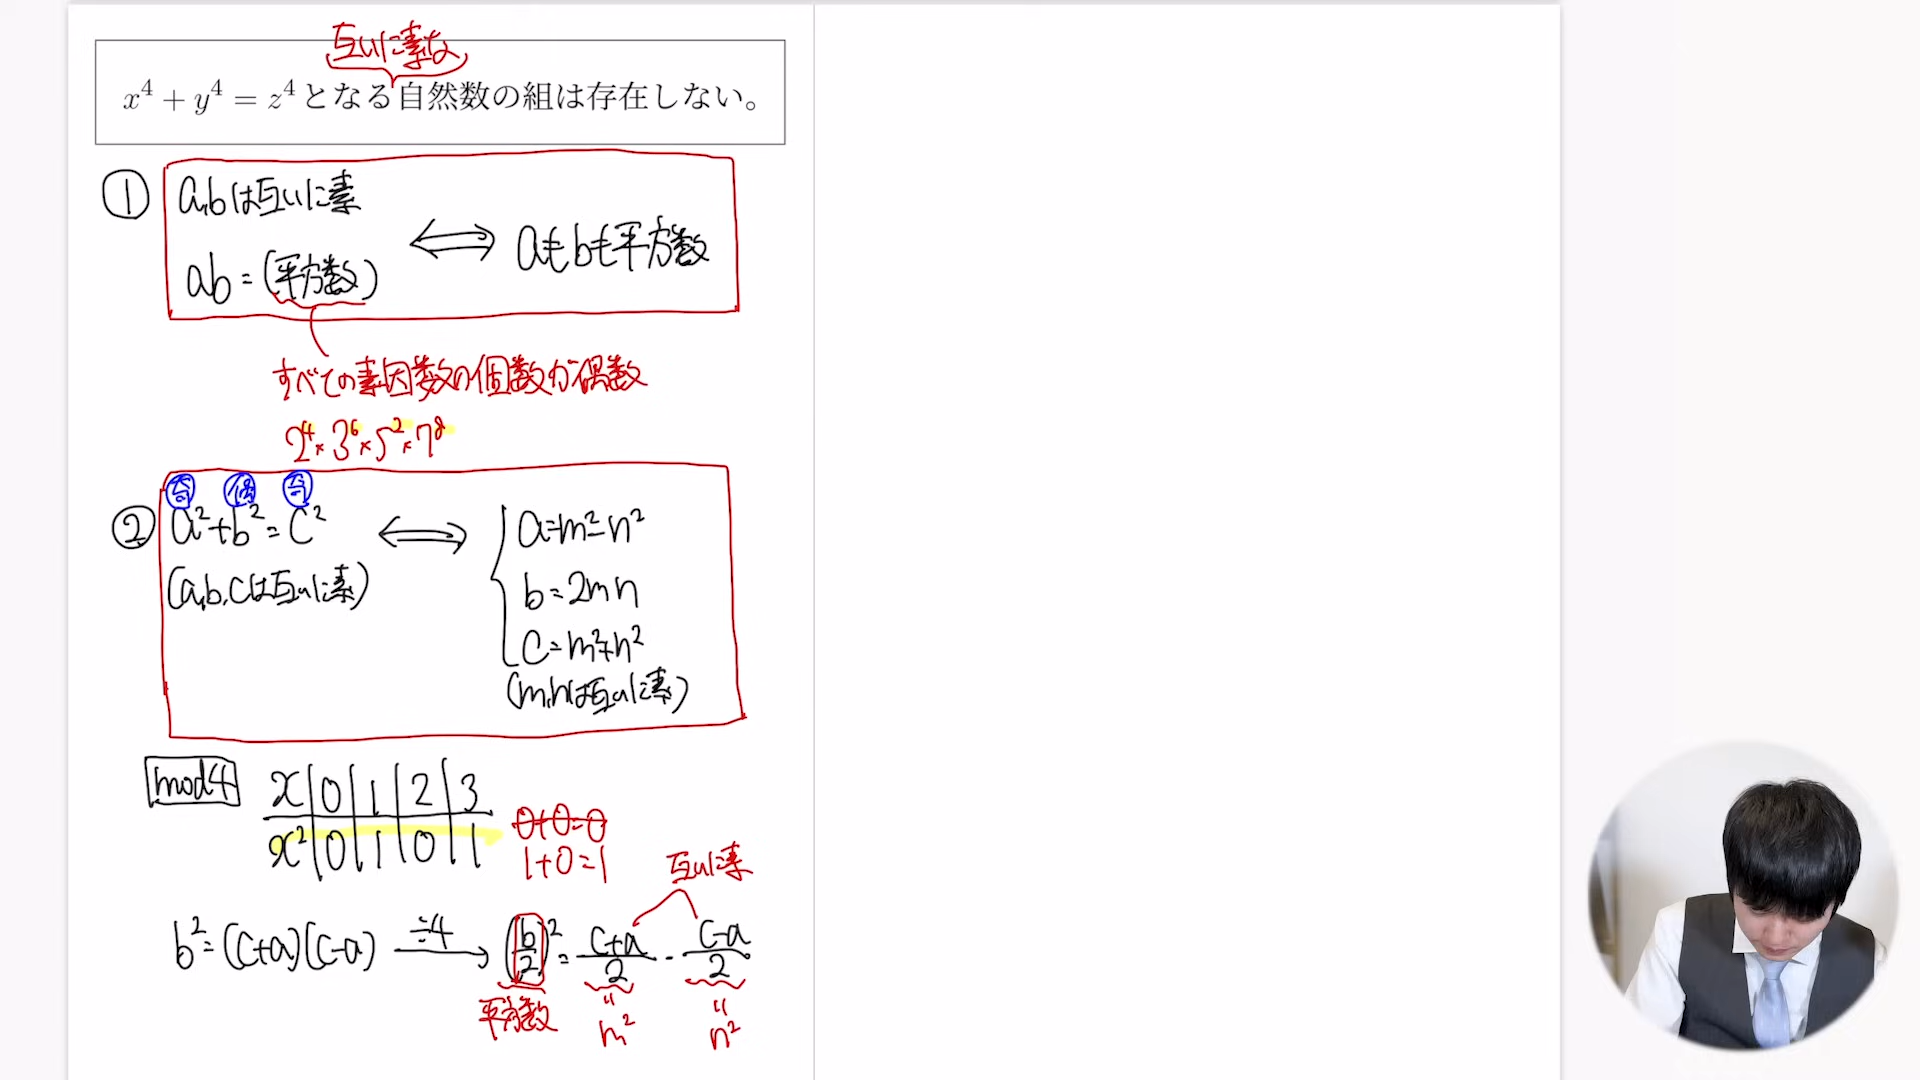 互いに素な
x⁴ + y⁴ = z⁴ となる自然数の組は存在しない。
① a,bは互いに素
ab = (平方数) ⟺ aもbも平方数
すべての素因数の個数が偶数
2⁴×3⁶×5²×7⁸
奇 偶 奇
② a²+b²=c² ⟺ a=m²-n²
(a,b,cは互いに素) b=2mn
c=m²+n²
(m,nは互いに素)
mod4
x 0 1 2 3
x² 0 1 0 1
0+0=0
1+0=1
互いに素
b²=(c+a)(c-a) ÷4 → (b/2)² = c+a/2 · c-a/2
平方数 = m² = n²